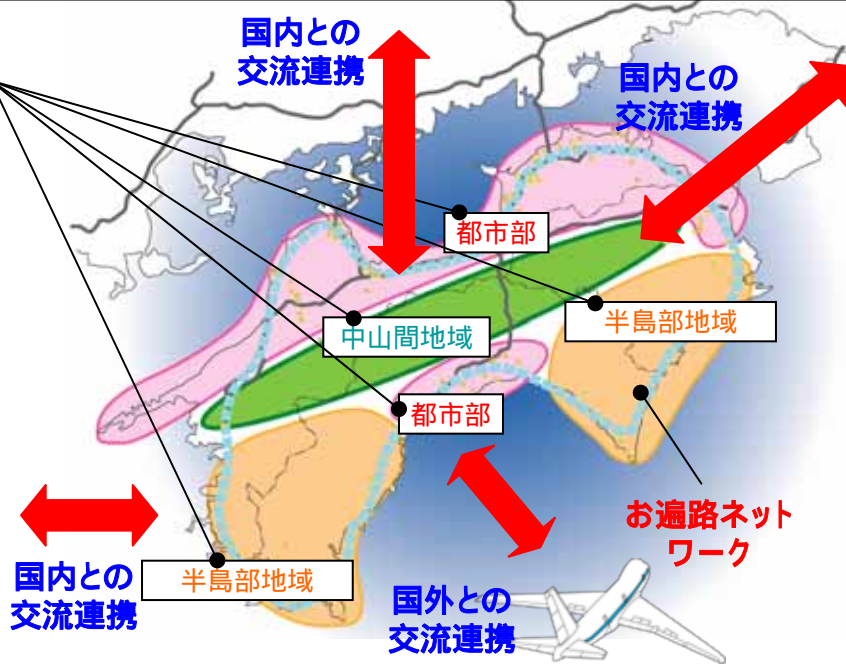 国内との
交流連携
国内との
交流連携
都市部
半島部地域
中山間地域
都市部
お遍路ネット
ワーク
国内との
交流連携
半島部地域
国外との
交流連携